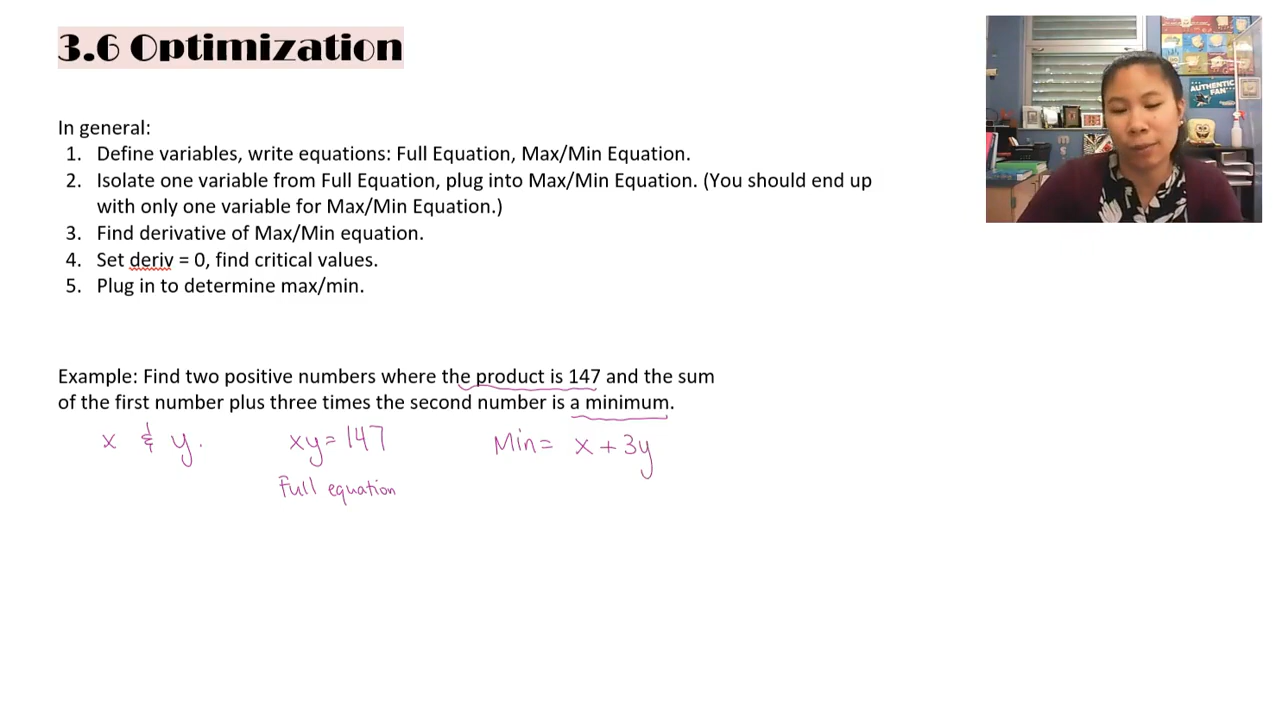 3.6 Optimization
In general:
1. Define variables, write equations: Full Equation, Max/Min Equation.
2. Isolate one variable from Full Equation, plug into Max/Min Equation. (You should end up
with only one variable for Max/Min Equation.)
3. Find derivative of Max/Min equation.
4. Set deriv = 0, find critical values.
5. Plug in to determine max/min.
Example: Find two positive numbers where the product is 147 and the sum
of the first number plus three times the second number is a minimum.
x & y. xy = 147 Min = x + 3y
Full equation
AUTHENTIC
FAN